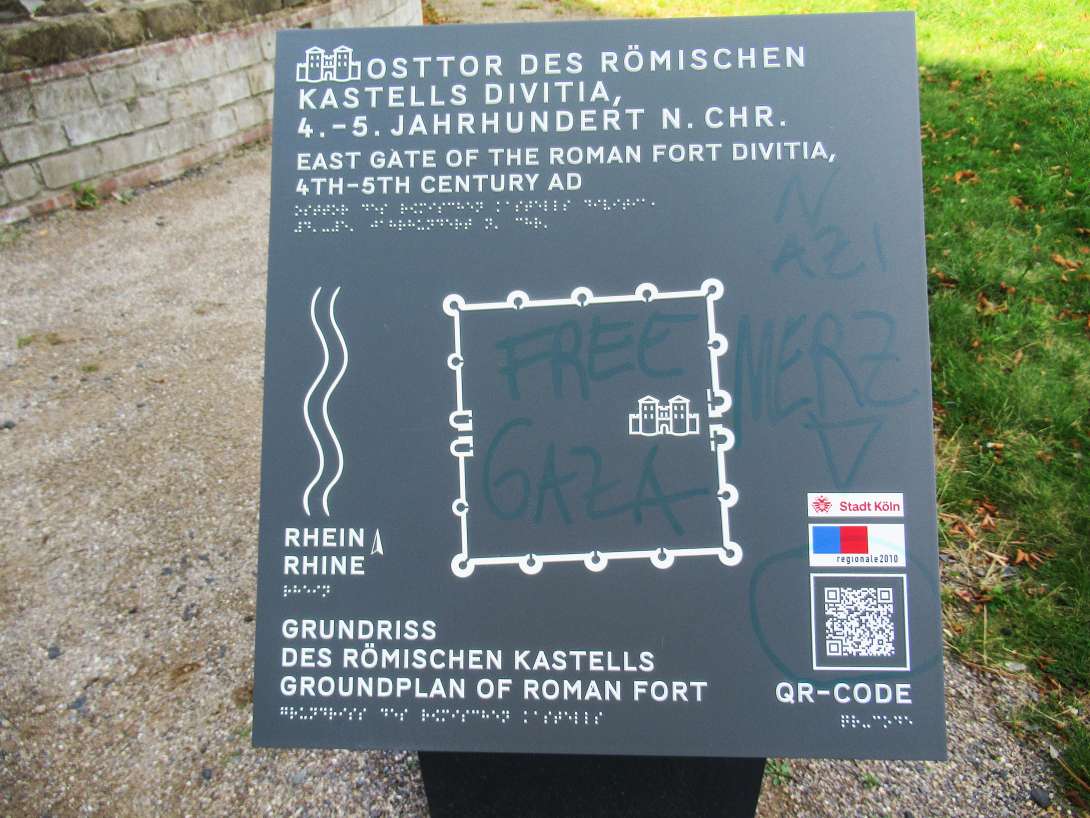 OSTTOR DES RÖMISCHEN
KASTELLS DIVITIA,
4.–5. JAHRHUNDERT N. CHR.
EAST GATE OF THE ROMAN FORT DIVITIA,
4TH–5TH CENTURY AD
N
AZI
FREE
GAZA
MERZ
RHEIN
RHINE
Stadt Köln
regionale2010
GRUNDRISS
DES RÖMISCHEN KASTELLS
GROUNDPLAN OF ROMAN FORT
QR-CODE